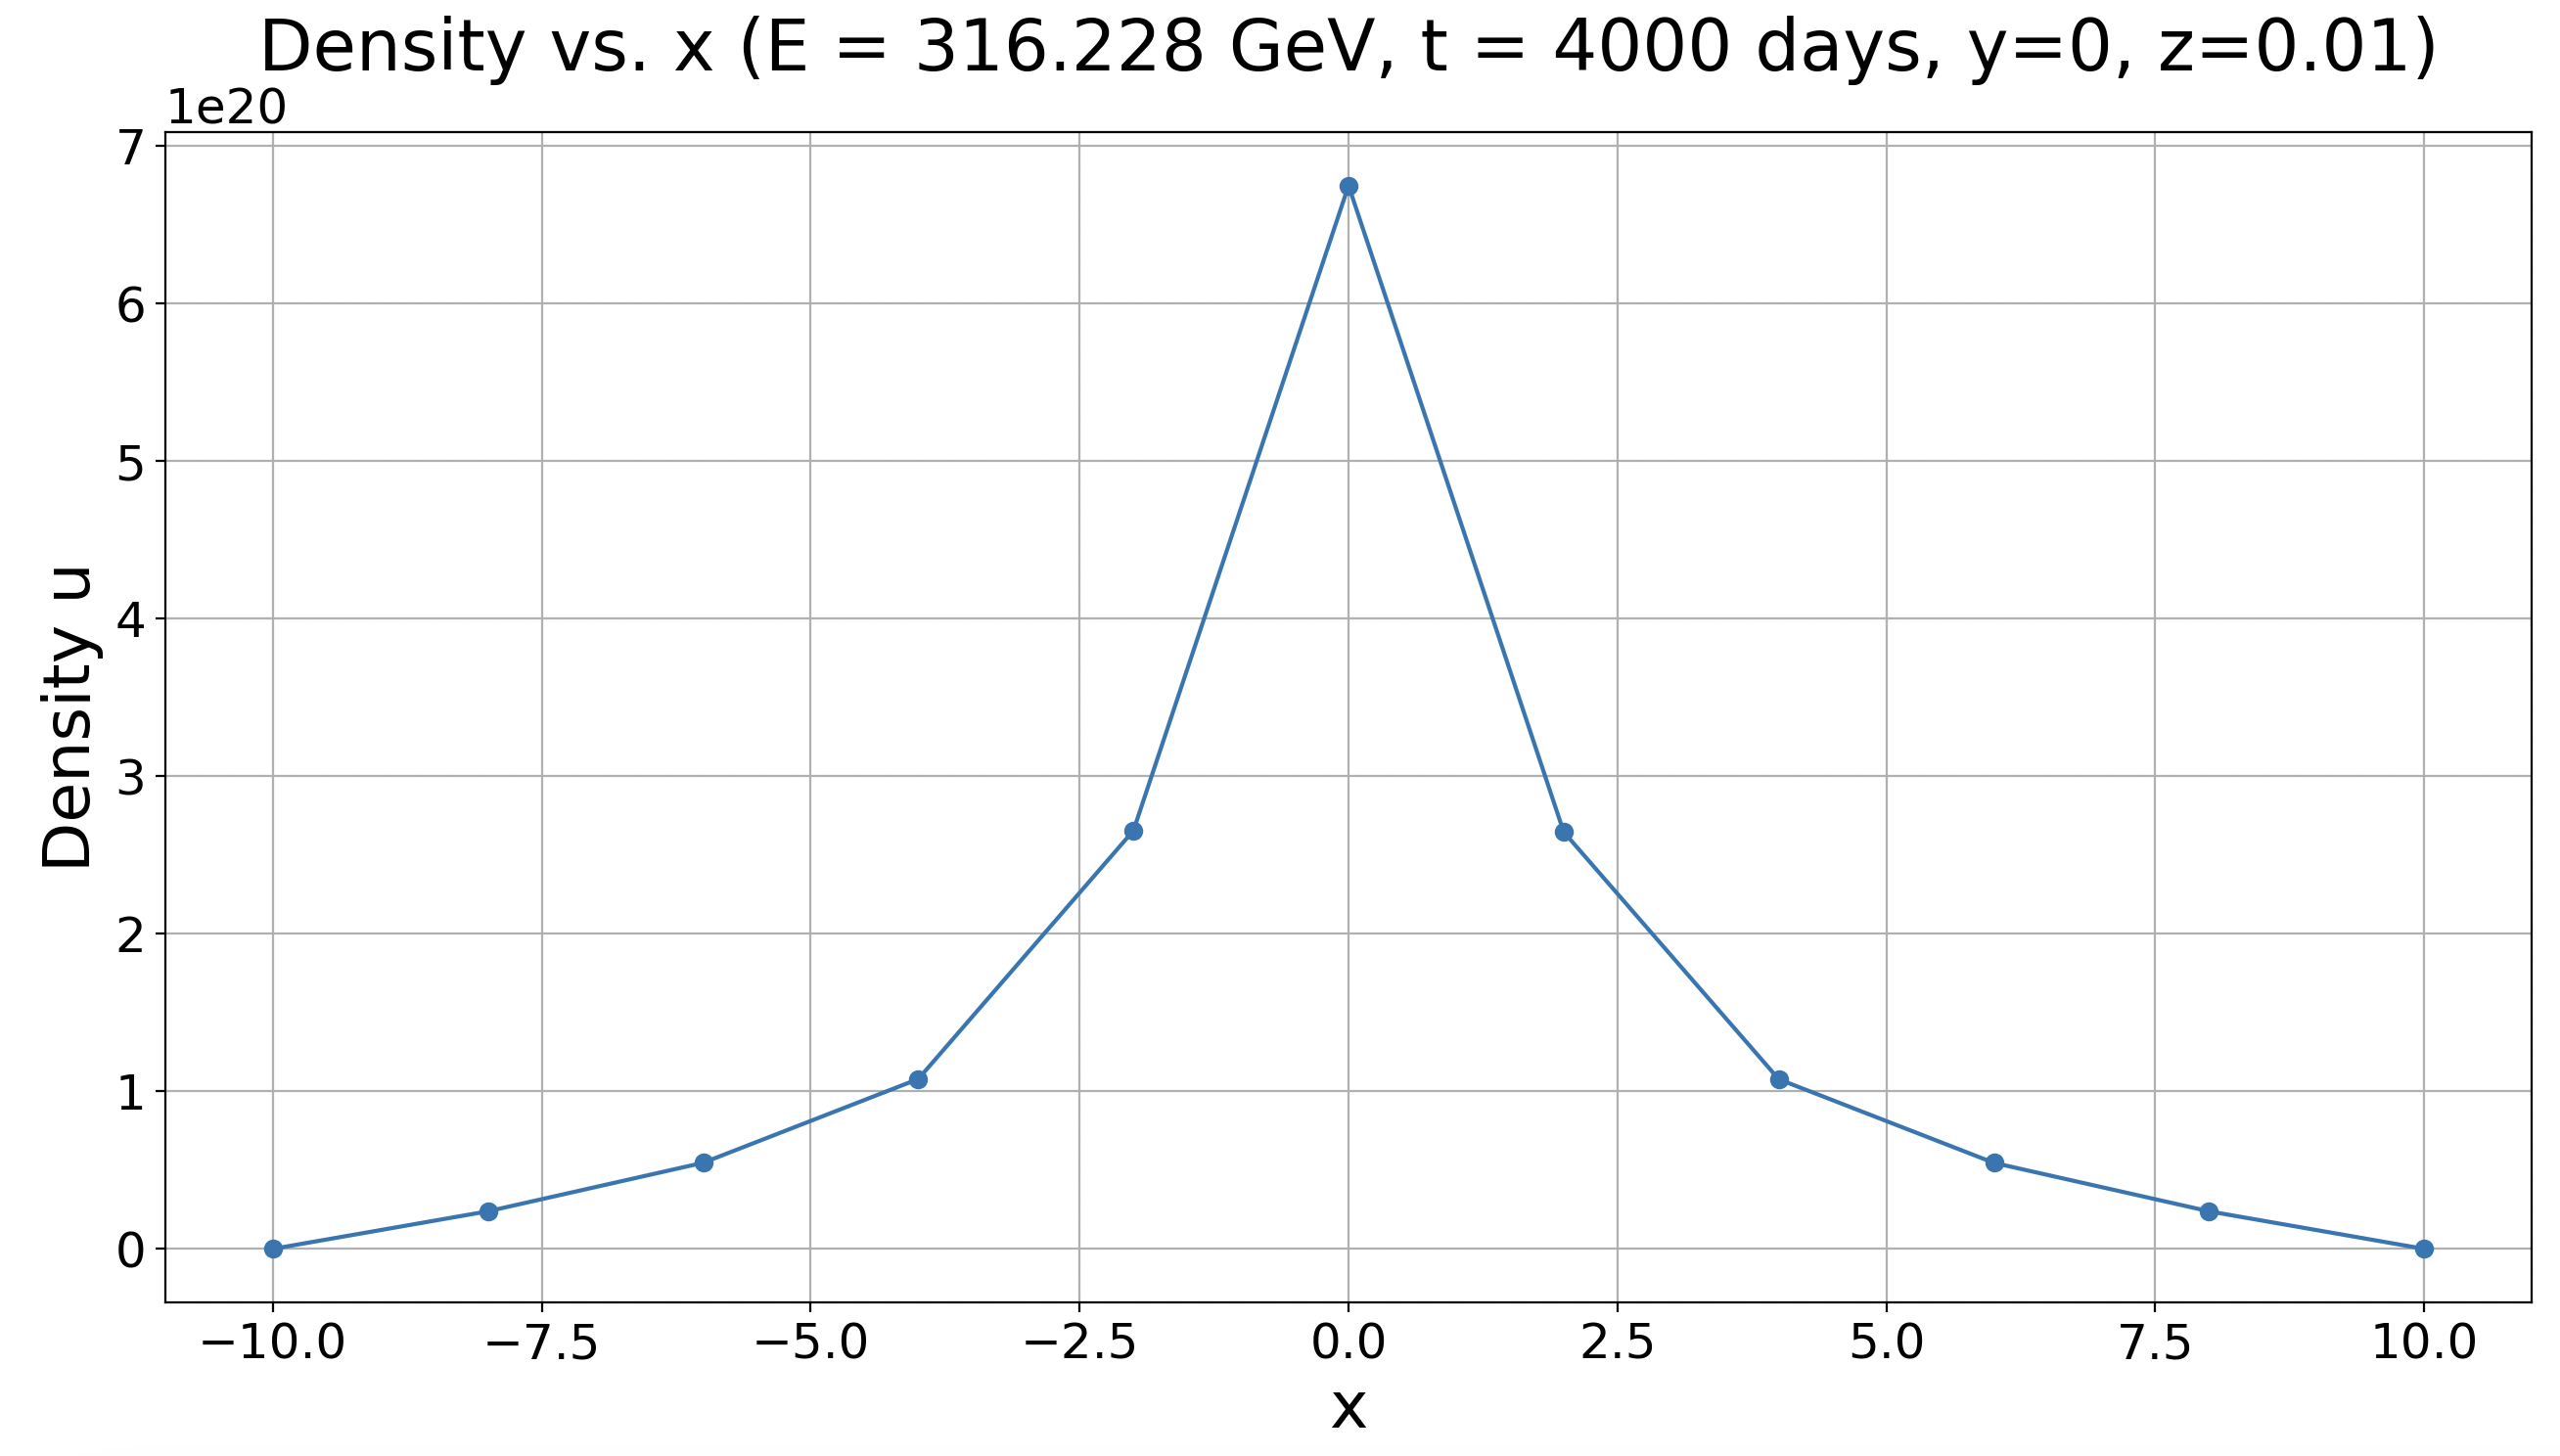 Density vs. x (E = 316.228 GeV, t = 4000 days, y=0, z=0.01)
1e20
7
6
5
4
3
2
1
0
Density u
−10.0 −7.5 −5.0 −2.5 0.0 2.5 5.0 7.5 10.0
x